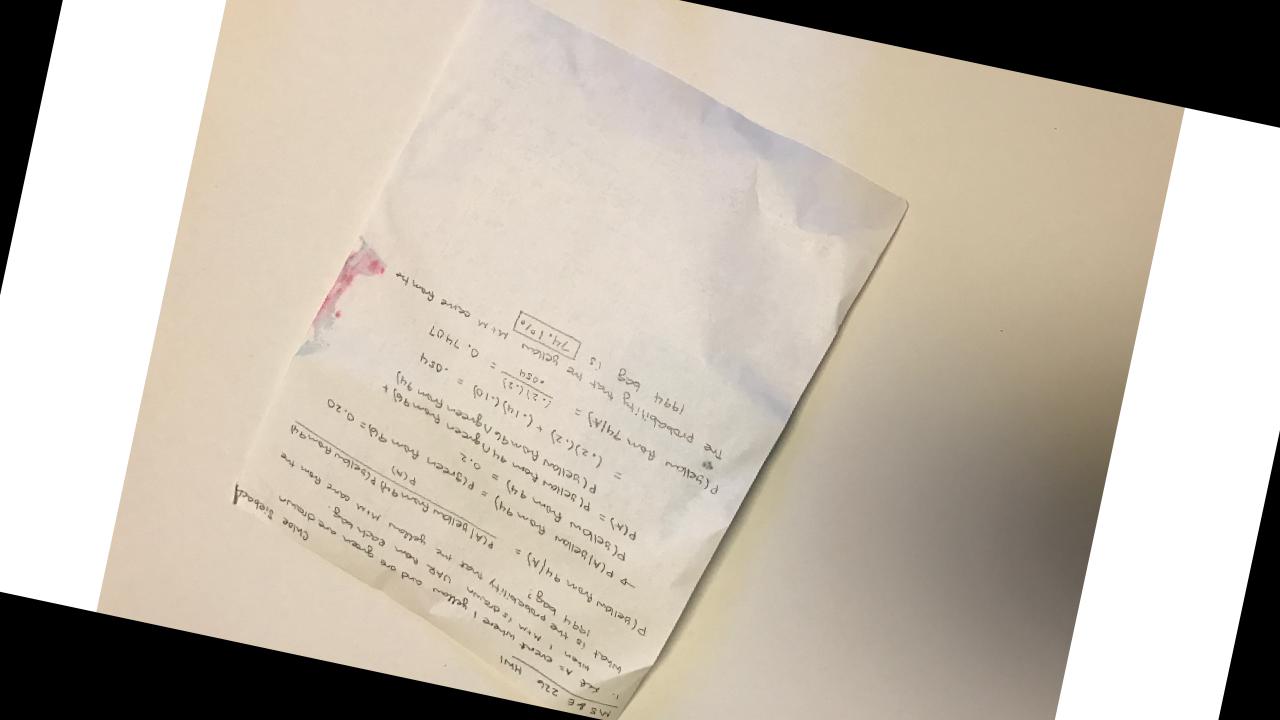 MS&E 226 HW1
Chloe Siebach
1. Let A = event where 1 yellow and one green are drawn
when 1 M+M is drawn UAR from each bag.
What is the probability that the yellow M+M came from the
1994 bag?
P(yellow from 94|A) = P(A|yellow from 94) P(yellow from 94) / P(A)
→ P(A|yellow from 94) = P(green from 96) = 0.20
P(yellow from 94) = 0.2
P(A) = P(yellow from 94 ∩ green from 96) +
P(yellow from 96 ∩ green from 94)
= (.2)(.2) + (.14)(.10) = .054
P(yellow from 94|A) = (.2)(.2) / .054 = 0.7407
The probability that the yellow M+M came from the
1994 bag is 74.1%